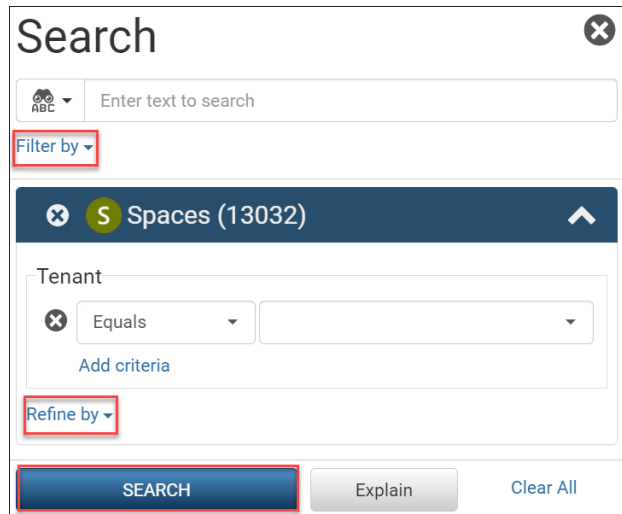 Search
ABC
Enter text to search
Filter by
S Spaces (13032)
Tenant
Equals
Add criteria
Refine by
SEARCH Explain Clear All